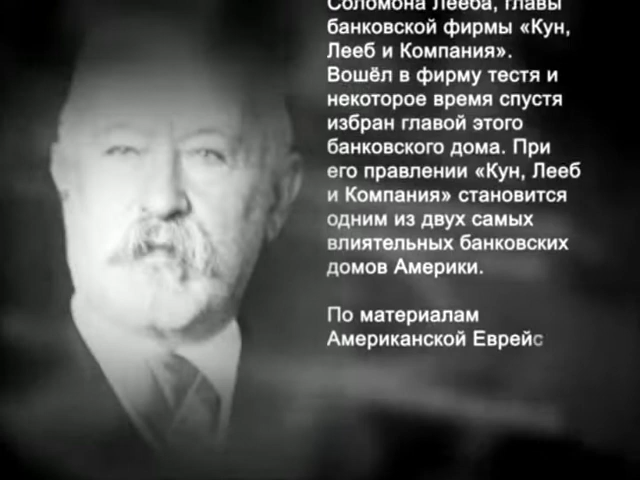 Соломона Лееба, главы
банковской фирмы «Кун,
Лееб и Компания».
Вошёл в фирму тестя и
некоторое время спустя
избран главой этого
банковского дома. При
его правлении «Кун, Лееб
и Компания» становится
одним из двух самых
влиятельных банковских
домов Америки.
По материалам
Американской Еврейс